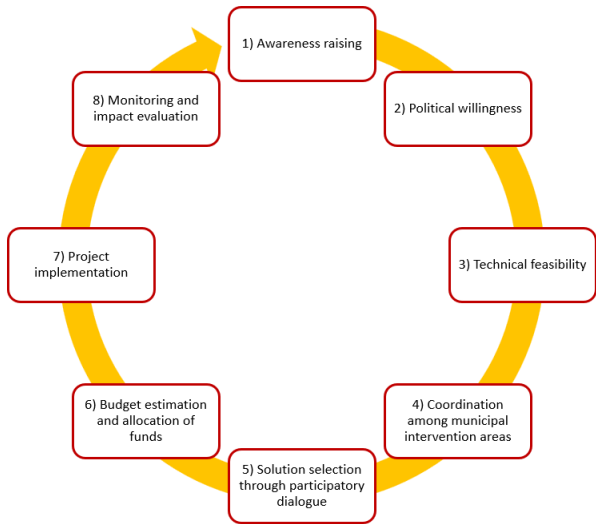 1) Awareness raising
2) Political willingness
3) Technical feasibility
4) Coordination
among municipal
intervention areas
5) Solution selection
through participatory
dialogue
6) Budget estimation
and allocation of
funds
7) Project
implementation
8) Monitoring and
impact evaluation